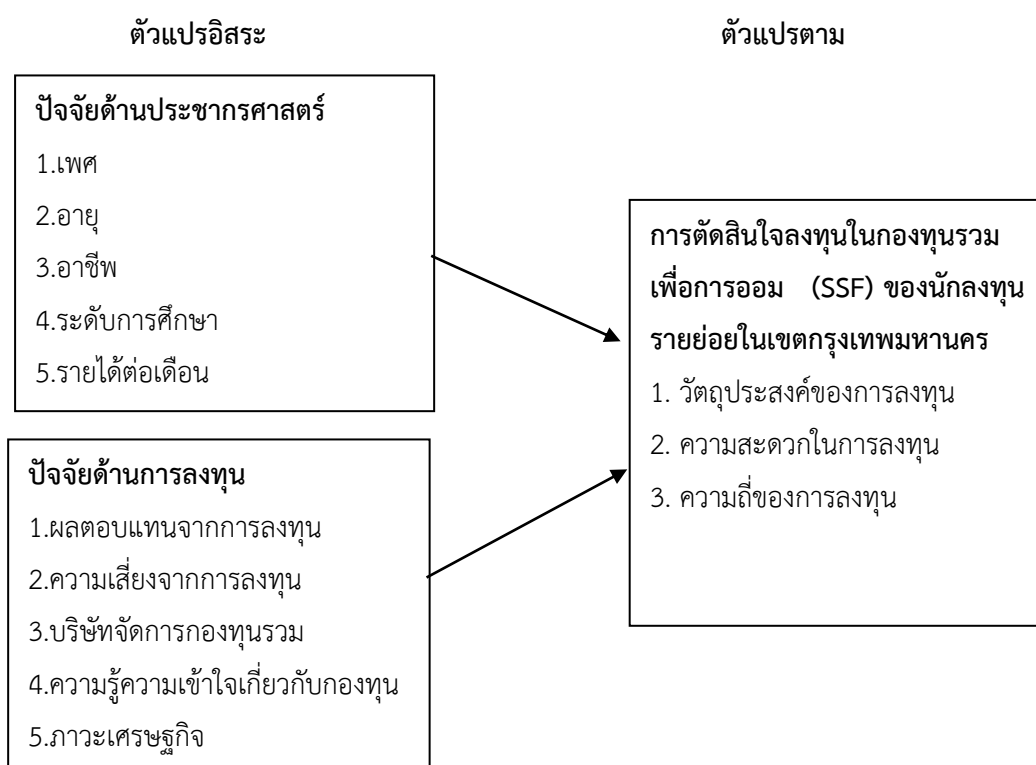 ตัวแปรอิสระ
ตัวแปรตาม
ปัจจัยด้านประชากรศาสตร์
1.เพศ
2.อายุ
3.อาชีพ
4.ระดับการศึกษา
5.รายได้ต่อเดือน
ปัจจัยด้านการลงทุน
1.ผลตอบแทนจากการลงทุน
2.ความเสี่ยงจากการลงทุน
3.บริษัทจัดการกองทุนรวม
4.ความรู้ความเข้าใจเกี่ยวกับกองทุน
5.ภาวะเศรษฐกิจ
การตัดสินใจลงทุนในกองทุนรวม
เพื่อการออม (SSF) ของนักลงทุน
รายย่อยในเขตกรุงเทพมหานคร
1. วัตถุประสงค์ของการลงทุน
2. ความสะดวกในการลงทุน
3. ความถี่ของการลงทุน